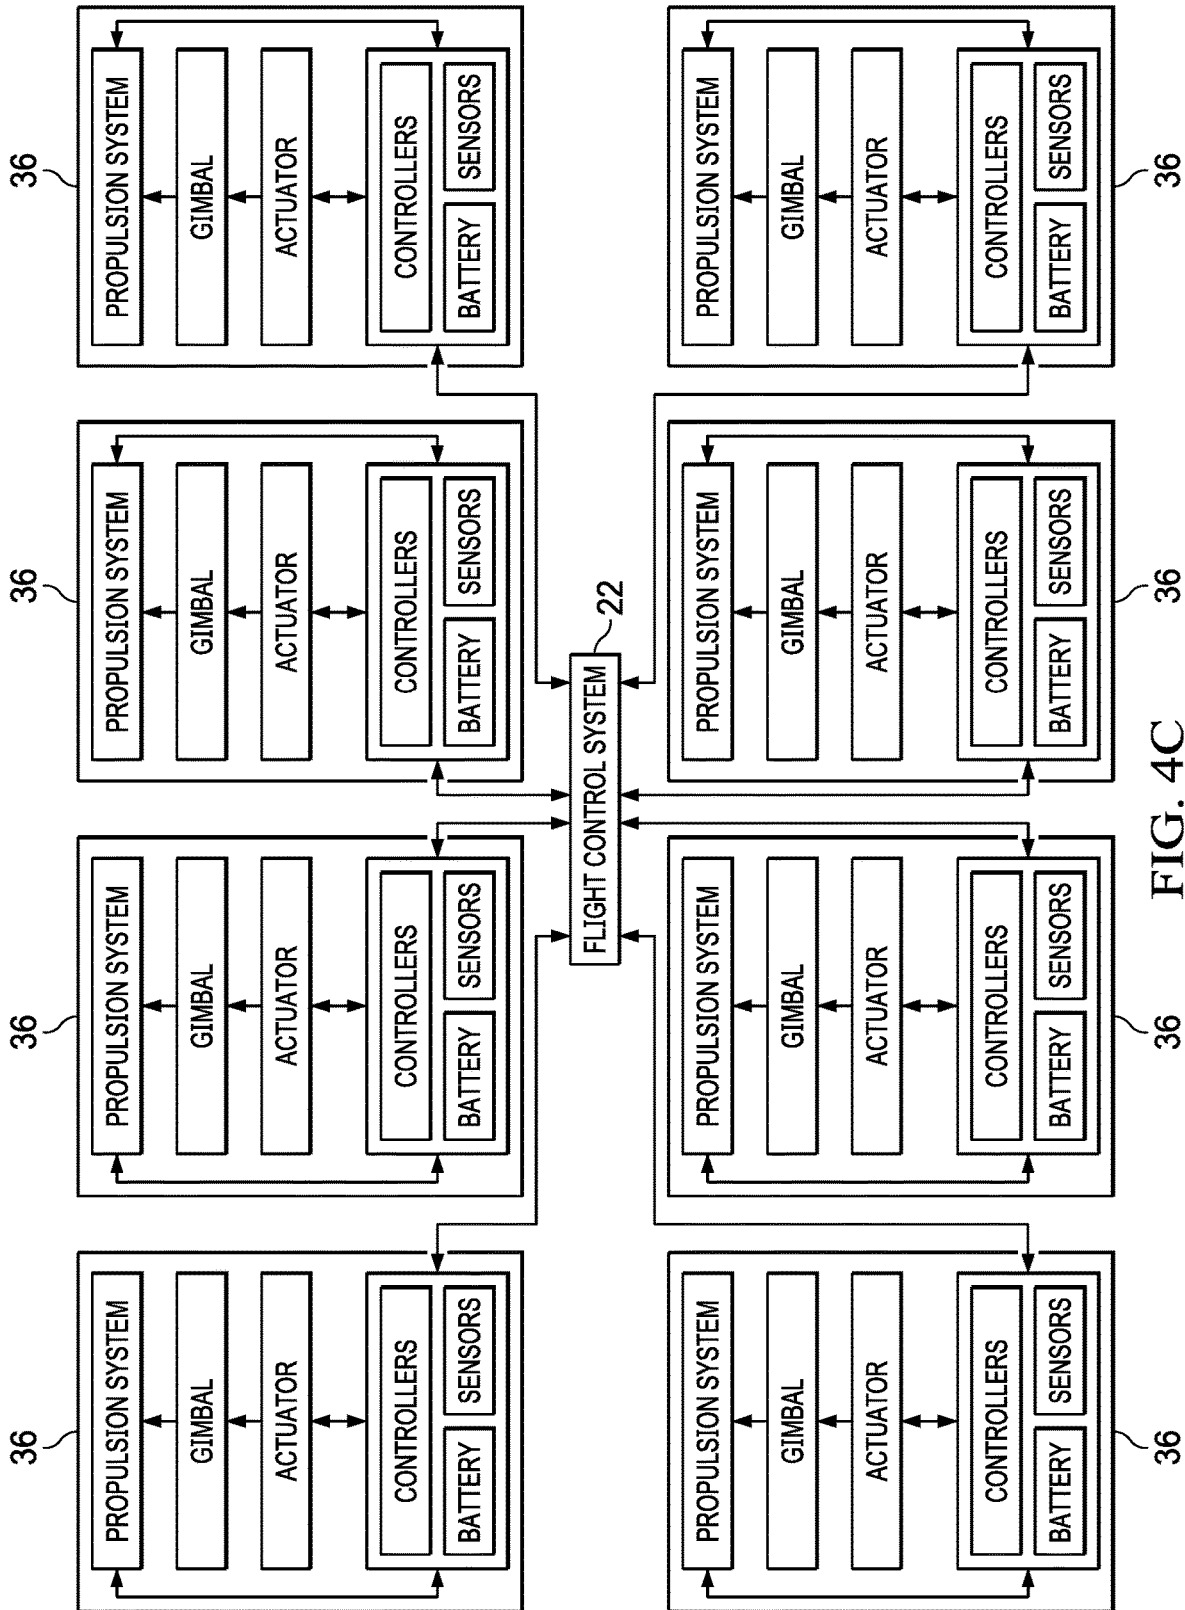 36
PROPULSION SYSTEM
GIMBAL
ACTUATOR
CONTROLLERS
BATTERY
SENSORS
36
PROPULSION SYSTEM
GIMBAL
ACTUATOR
CONTROLLERS
BATTERY
SENSORS
36
PROPULSION SYSTEM
GIMBAL
ACTUATOR
CONTROLLERS
BATTERY
SENSORS
36
PROPULSION SYSTEM
GIMBAL
ACTUATOR
CONTROLLERS
BATTERY
SENSORS
FLIGHT CONTROL SYSTEM
22
PROPULSION SYSTEM
GIMBAL
ACTUATOR
CONTROLLERS
BATTERY
SENSORS
36
PROPULSION SYSTEM
GIMBAL
ACTUATOR
CONTROLLERS
BATTERY
SENSORS
36
PROPULSION SYSTEM
GIMBAL
ACTUATOR
CONTROLLERS
BATTERY
SENSORS
36
PROPULSION SYSTEM
GIMBAL
ACTUATOR
CONTROLLERS
BATTERY
SENSORS
36
FIG. 4C